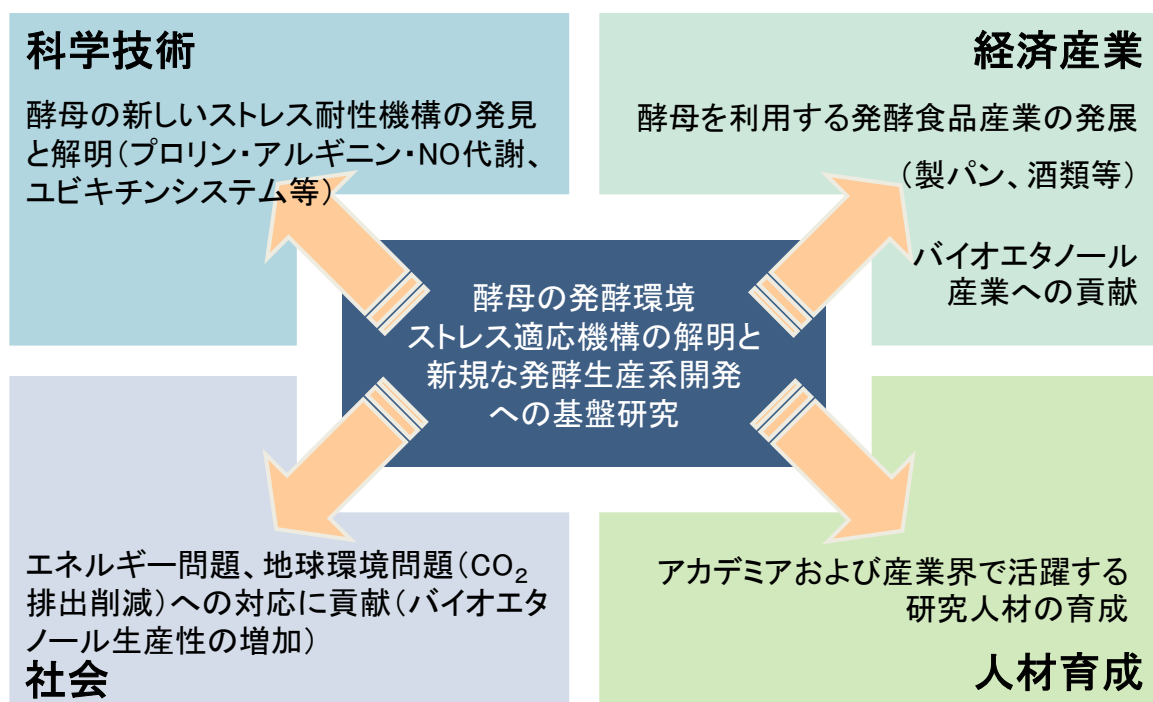 科学技術
酵母の新しいストレス耐性機構の発見
と解明(プロリン・アルギニン・NO代謝、
ユビキチンシステム等)
経済産業
酵母を利用する発酵食品産業の発展
(製パン、酒類等)
バイオエタノール
産業への貢献
酵母の発酵環境
ストレス適応機構の解明と
新規な発酵生産系開発
への基盤研究
エネルギー問題、地球環境問題(CO₂
排出削減)への対応に貢献(バイオエタ
ノール生産性の増加)
社会
アカデミアおよび産業界で活躍する
研究人材の育成
人材育成